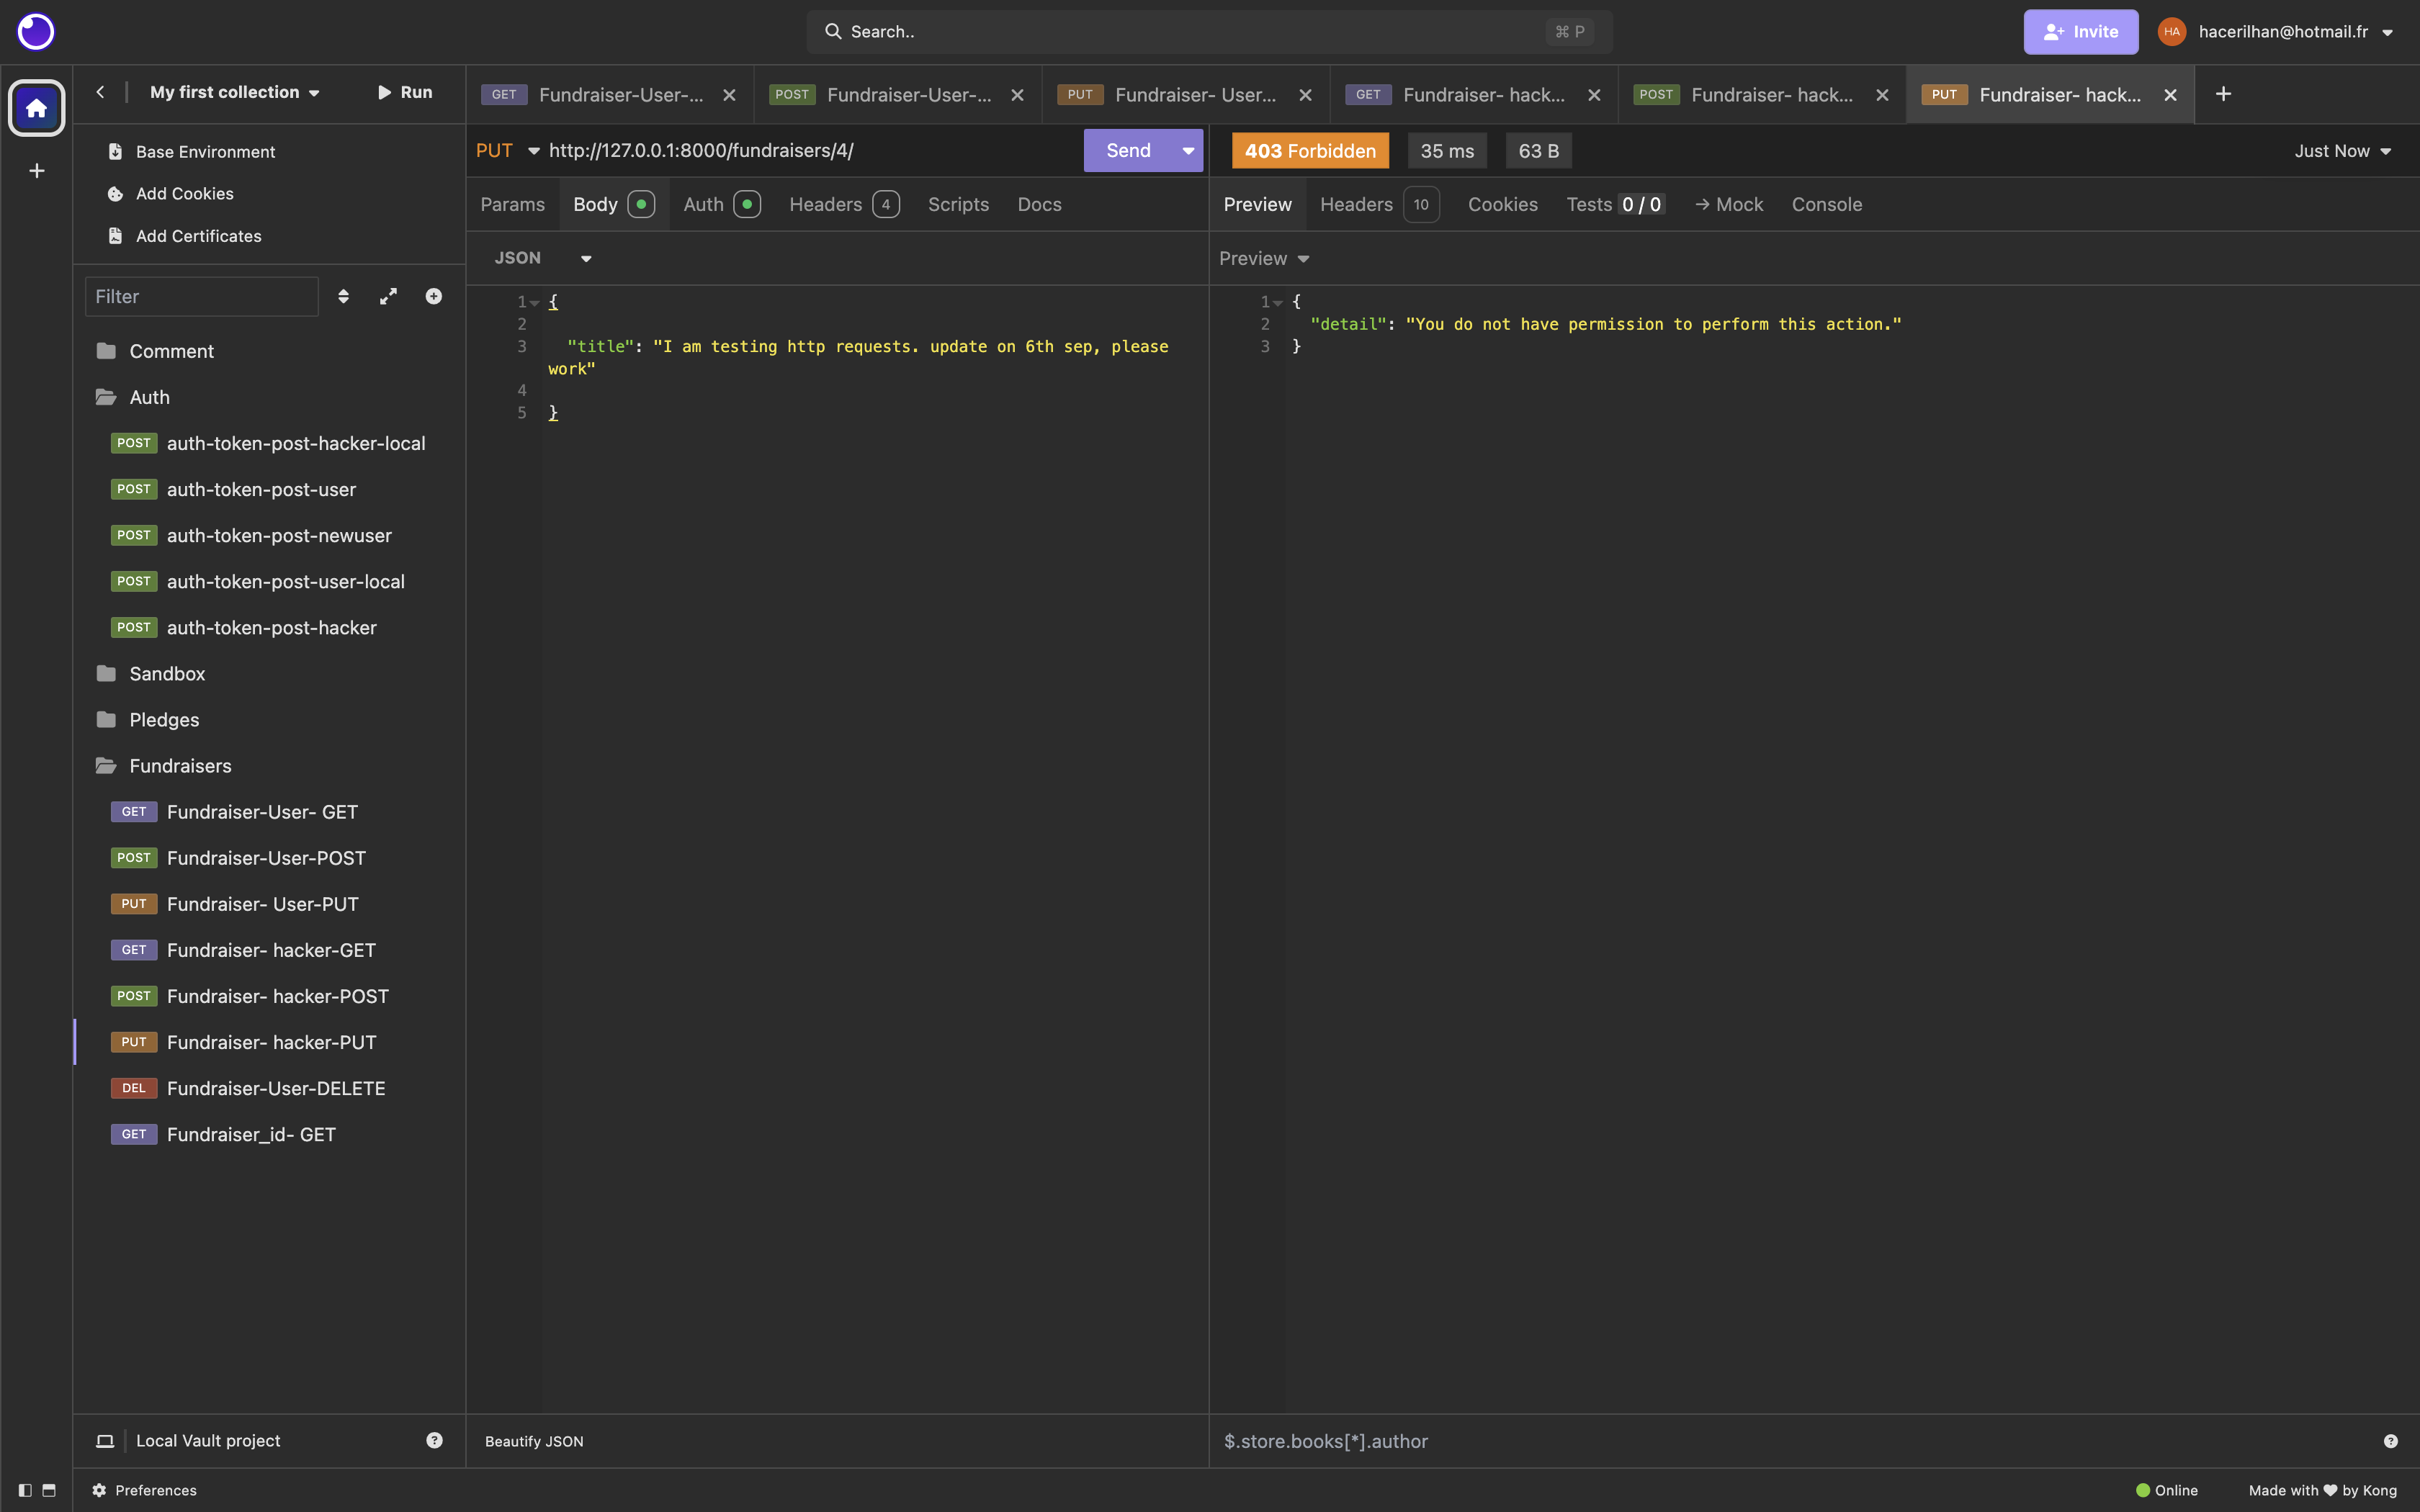 Search..
⌘ P
Invite
HA
hacerilhan@hotmail.fr
My first collection
Run
GET Fundraiser-User-...
POST Fundraiser-User-...
PUT Fundraiser- User...
GET Fundraiser- hack...
POST Fundraiser- hack...
PUT Fundraiser- hack...
Base Environment
Add Cookies
Add Certificates
Filter
Comment
Auth
POST auth-token-post-hacker-local
POST auth-token-post-user
POST auth-token-post-newuser
POST auth-token-post-user-local
POST auth-token-post-hacker
Sandbox
Pledges
Fundraisers
GET Fundraiser-User- GET
POST Fundraiser-User-POST
PUT Fundraiser- User-PUT
GET Fundraiser- hacker-GET
POST Fundraiser- hacker-POST
PUT Fundraiser- hacker-PUT
DEL Fundraiser-User-DELETE
GET Fundraiser_id- GET
Local Vault project
PUT http://127.0.0.1:8000/fundraisers/4/ Send
Params Body Auth Headers 4 Scripts Docs
JSON
1 {
2
3 "title": "I am testing http requests. update on 6th sep, please
work"
4
5 }
Beautify JSON
403 Forbidden 35 ms 63 B Just Now
Preview Headers 10 Cookies Tests 0 / 0 → Mock Console
Preview
1 {
2 "detail": "You do not have permission to perform this action."
3 }
$.store.books[*].author
Preferences
Online
Made with ♥ by Kong